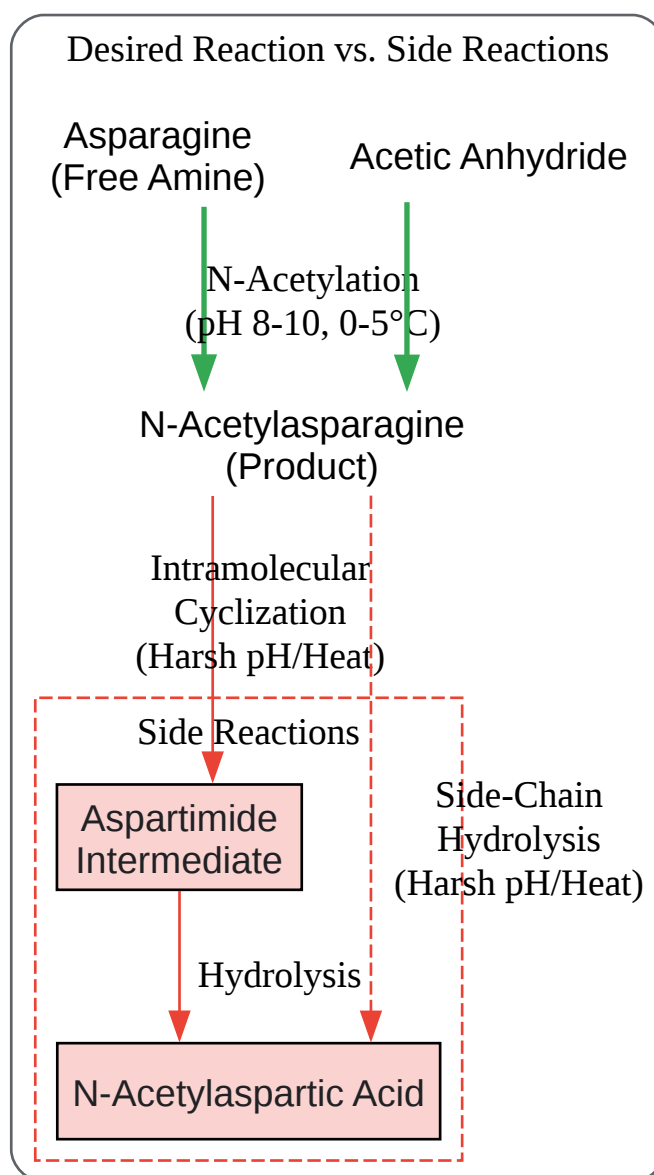 Desired Reaction vs. Side Reactions
Asparagine
(Free Amine)
Acetic Anhydride
N-Acetylation
(pH 8-10, 0-5°C)
N-Acetylasparagine
(Product)
Intramolecular
Cyclization
(Harsh pH/Heat)
Side Reactions
Aspartimide
Intermediate
Side-Chain
Hydrolysis
(Harsh pH/Heat)
Hydrolysis
N-Acetylaspartic Acid